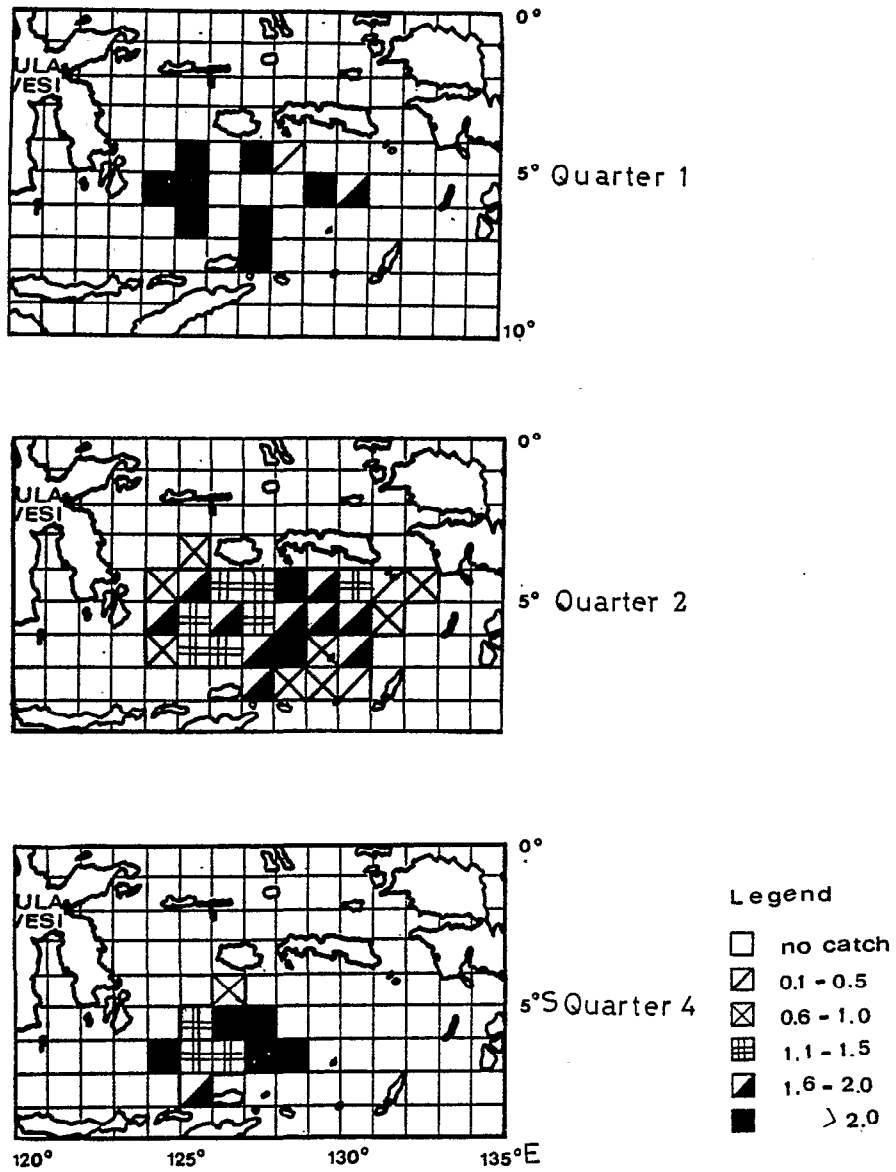 0°
ULA
VESI
5° Quarter 1
10°
0°
ULA
VESI
5° Quarter 2
0°
ULA
VESI
5°S Quarter 4
120°
125°
130°
135°E
Legend
no catch
0.1 - 0.5
0.6 - 1.0
1.1 - 1.5
1.6 - 2.0
> 2.0